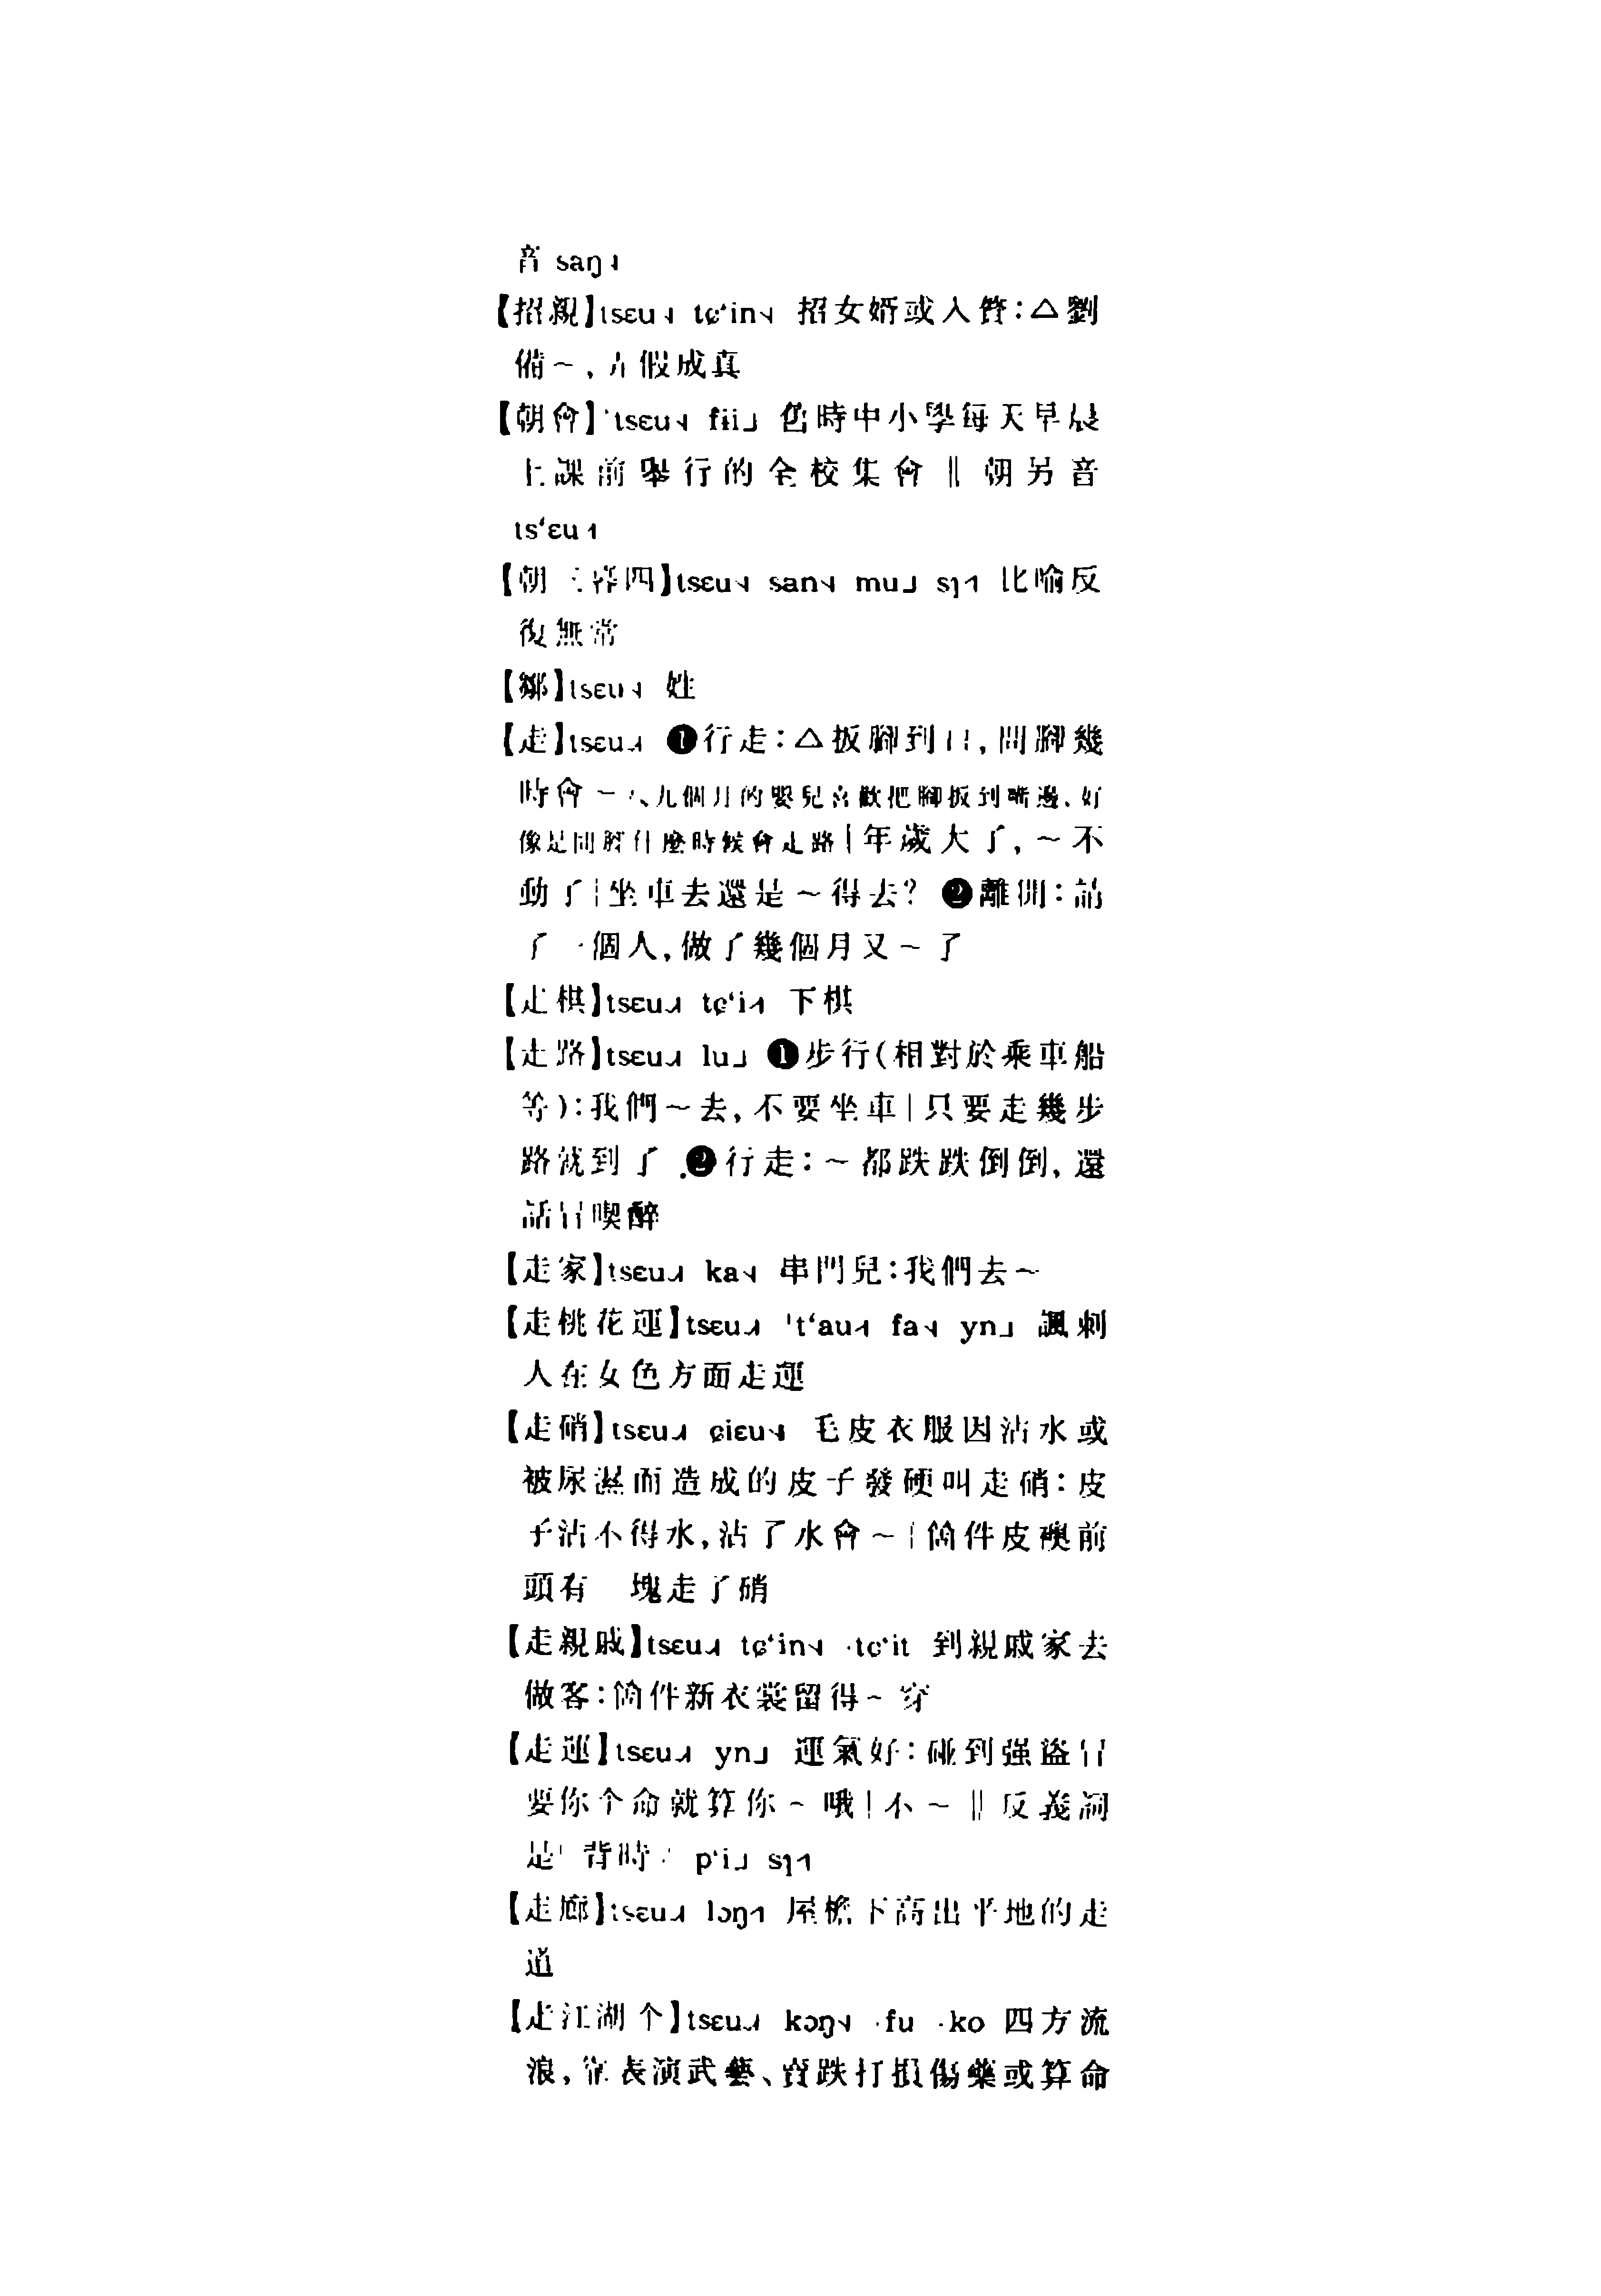 音 saŋ˧
【招親】tsɛu˧ tɕ‘in˧ 招女婿或入贅:△劉
備～,弄假成真
【朝會】tsɛu˧ fii˩ 舊時中小學每天早晨
上課前舉行的全校集會‖朝另音
ts‘ɛu˦
【朝三暮四】tsɛu˧ san˧ mu˩ sɿ˦ 比喻反
復無常
【鄒】tsɛu˧ 姓
【走】tsɛu˩˧ ❶行走:△扳腳到口,問腳幾
時會～八、九個月的嬰兒喜歡把腳扳到嘴邊、好
像是問腳什麼時候會走路|年歲大了,～不
動了|坐車去還是～得去? ❷離開:請
了一個人,做了幾個月又～了
【走棋】tsɛu˩˧ tɕ‘i˦ 下棋
【走路】tsɛu˩˧ lu˩ ❶步行(相對於乘車船
等):我們～去,不要坐車|只要走幾步
路就到了 ❷行走:～都跌跌倒倒,還
話冒喫醉
【走家】tsɛu˩˧ ka˧ 串門兒:我們去～
【走桃花運】tsɛu˩˧ t‘au˦ fa˧ yn˩ 諷刺
人在女色方面走運
【走硝】tsɛu˩˧ ɕiɛu˧ 毛皮衣服因沾水或
被尿濕而造成的皮子發硬叫走硝:皮
子沾不得水,沾了水會～|箇件皮襖前
頭有 塊走了硝
【走親戚】tsɛu˩˧ tɕ‘in˧ ·tɕ‘it 到親戚家去
做客:箇件新衣裳留得～穿
【走運】tsɛu˩˧ yn˩ 運氣好:碰到强盜冒
要你个命就算你～哦|不～‖反義詞
是“背時” p‘i˩ sɿ˦
【走廊】tsɛu˩˧ lɔŋ˦ 屋檐下高出平地的走
道
【走江湖个】tsɛu˩˧ kɔŋ˧ ·fu ·ko 四方流
浪,靠表演武藝、賣跌打損傷藥或算命